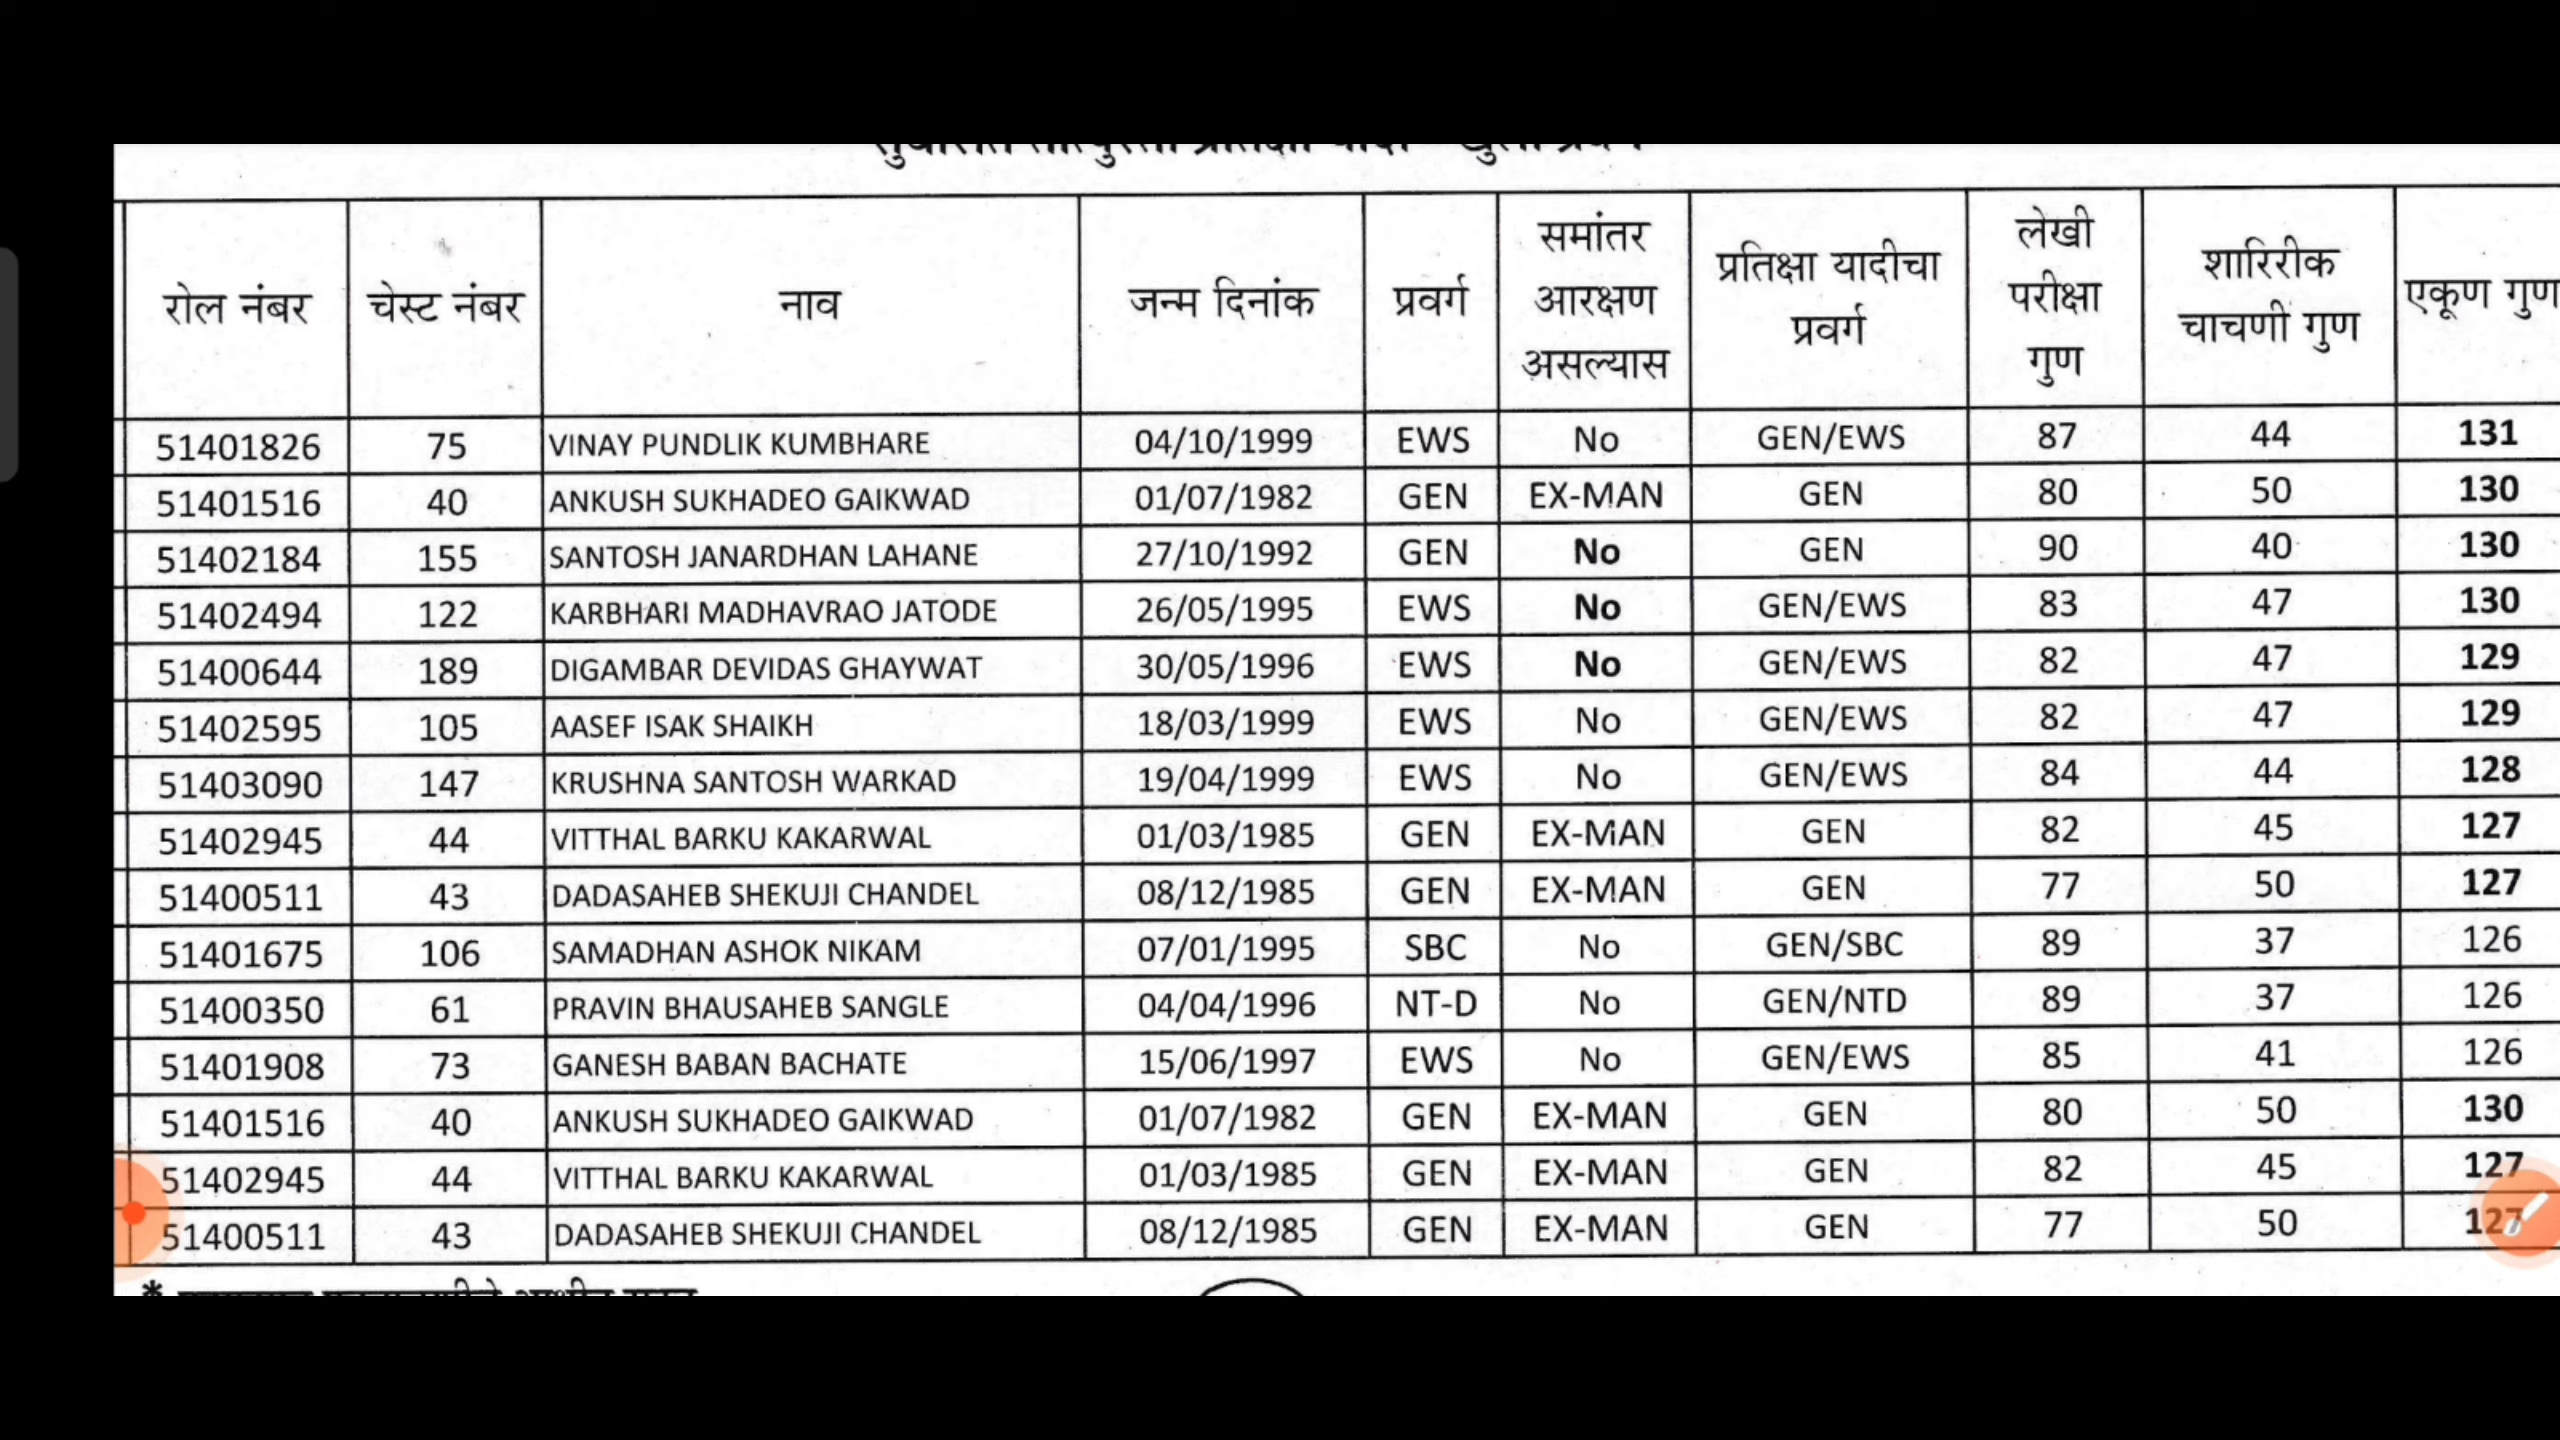 रोल नंबर चेस्ट नंबर नाव जन्म दिनांक प्रवर्ग समांतर आरक्षण असल्यास प्रतिक्षा यादीचा प्रवर्ग लेखी परीक्षा गुण शारिरीक चाचणी गुण एकूण गुण
51401826 75 VINAY PUNDLIK KUMBHARE 04/10/1999 EWS No GEN/EWS 87 44 131
51401516 40 ANKUSH SUKHADEO GAIKWAD 01/07/1982 GEN EX-MAN GEN 80 50 130
51402184 155 SANTOSH JANARDHAN LAHANE 27/10/1992 GEN No GEN 90 40 130
51402494 122 KARBHARI MADHAVRAO JATODE 26/05/1995 EWS No GEN/EWS 83 47 130
51400644 189 DIGAMBAR DEVIDAS GHAYWAT 30/05/1996 EWS No GEN/EWS 82 47 129
51402595 105 AASEF ISAK SHAIKH 18/03/1999 EWS No GEN/EWS 82 47 129
51403090 147 KRUSHNA SANTOSH WARKAD 19/04/1999 EWS No GEN/EWS 84 44 128
51402945 44 VITTHAL BARKU KAKARWAL 01/03/1985 GEN EX-MAN GEN 82 45 127
51400511 43 DADASAHEB SHEKUJI CHANDEL 08/12/1985 GEN EX-MAN GEN 77 50 127
51401675 106 SAMADHAN ASHOK NIKAM 07/01/1995 SBC No GEN/SBC 89 37 126
51400350 61 PRAVIN BHAUSAHEB SANGLE 04/04/1996 NT-D No GEN/NTD 89 37 126
51401908 73 GANESH BABAN BACHATE 15/06/1997 EWS No GEN/EWS 85 41 126
51401516 40 ANKUSH SUKHADEO GAIKWAD 01/07/1982 GEN EX-MAN GEN 80 50 130
51402945 44 VITTHAL BARKU KAKARWAL 01/03/1985 GEN EX-MAN GEN 82 45 127
51400511 43 DADASAHEB SHEKUJI CHANDEL 08/12/1985 GEN EX-MAN GEN 77 50 127